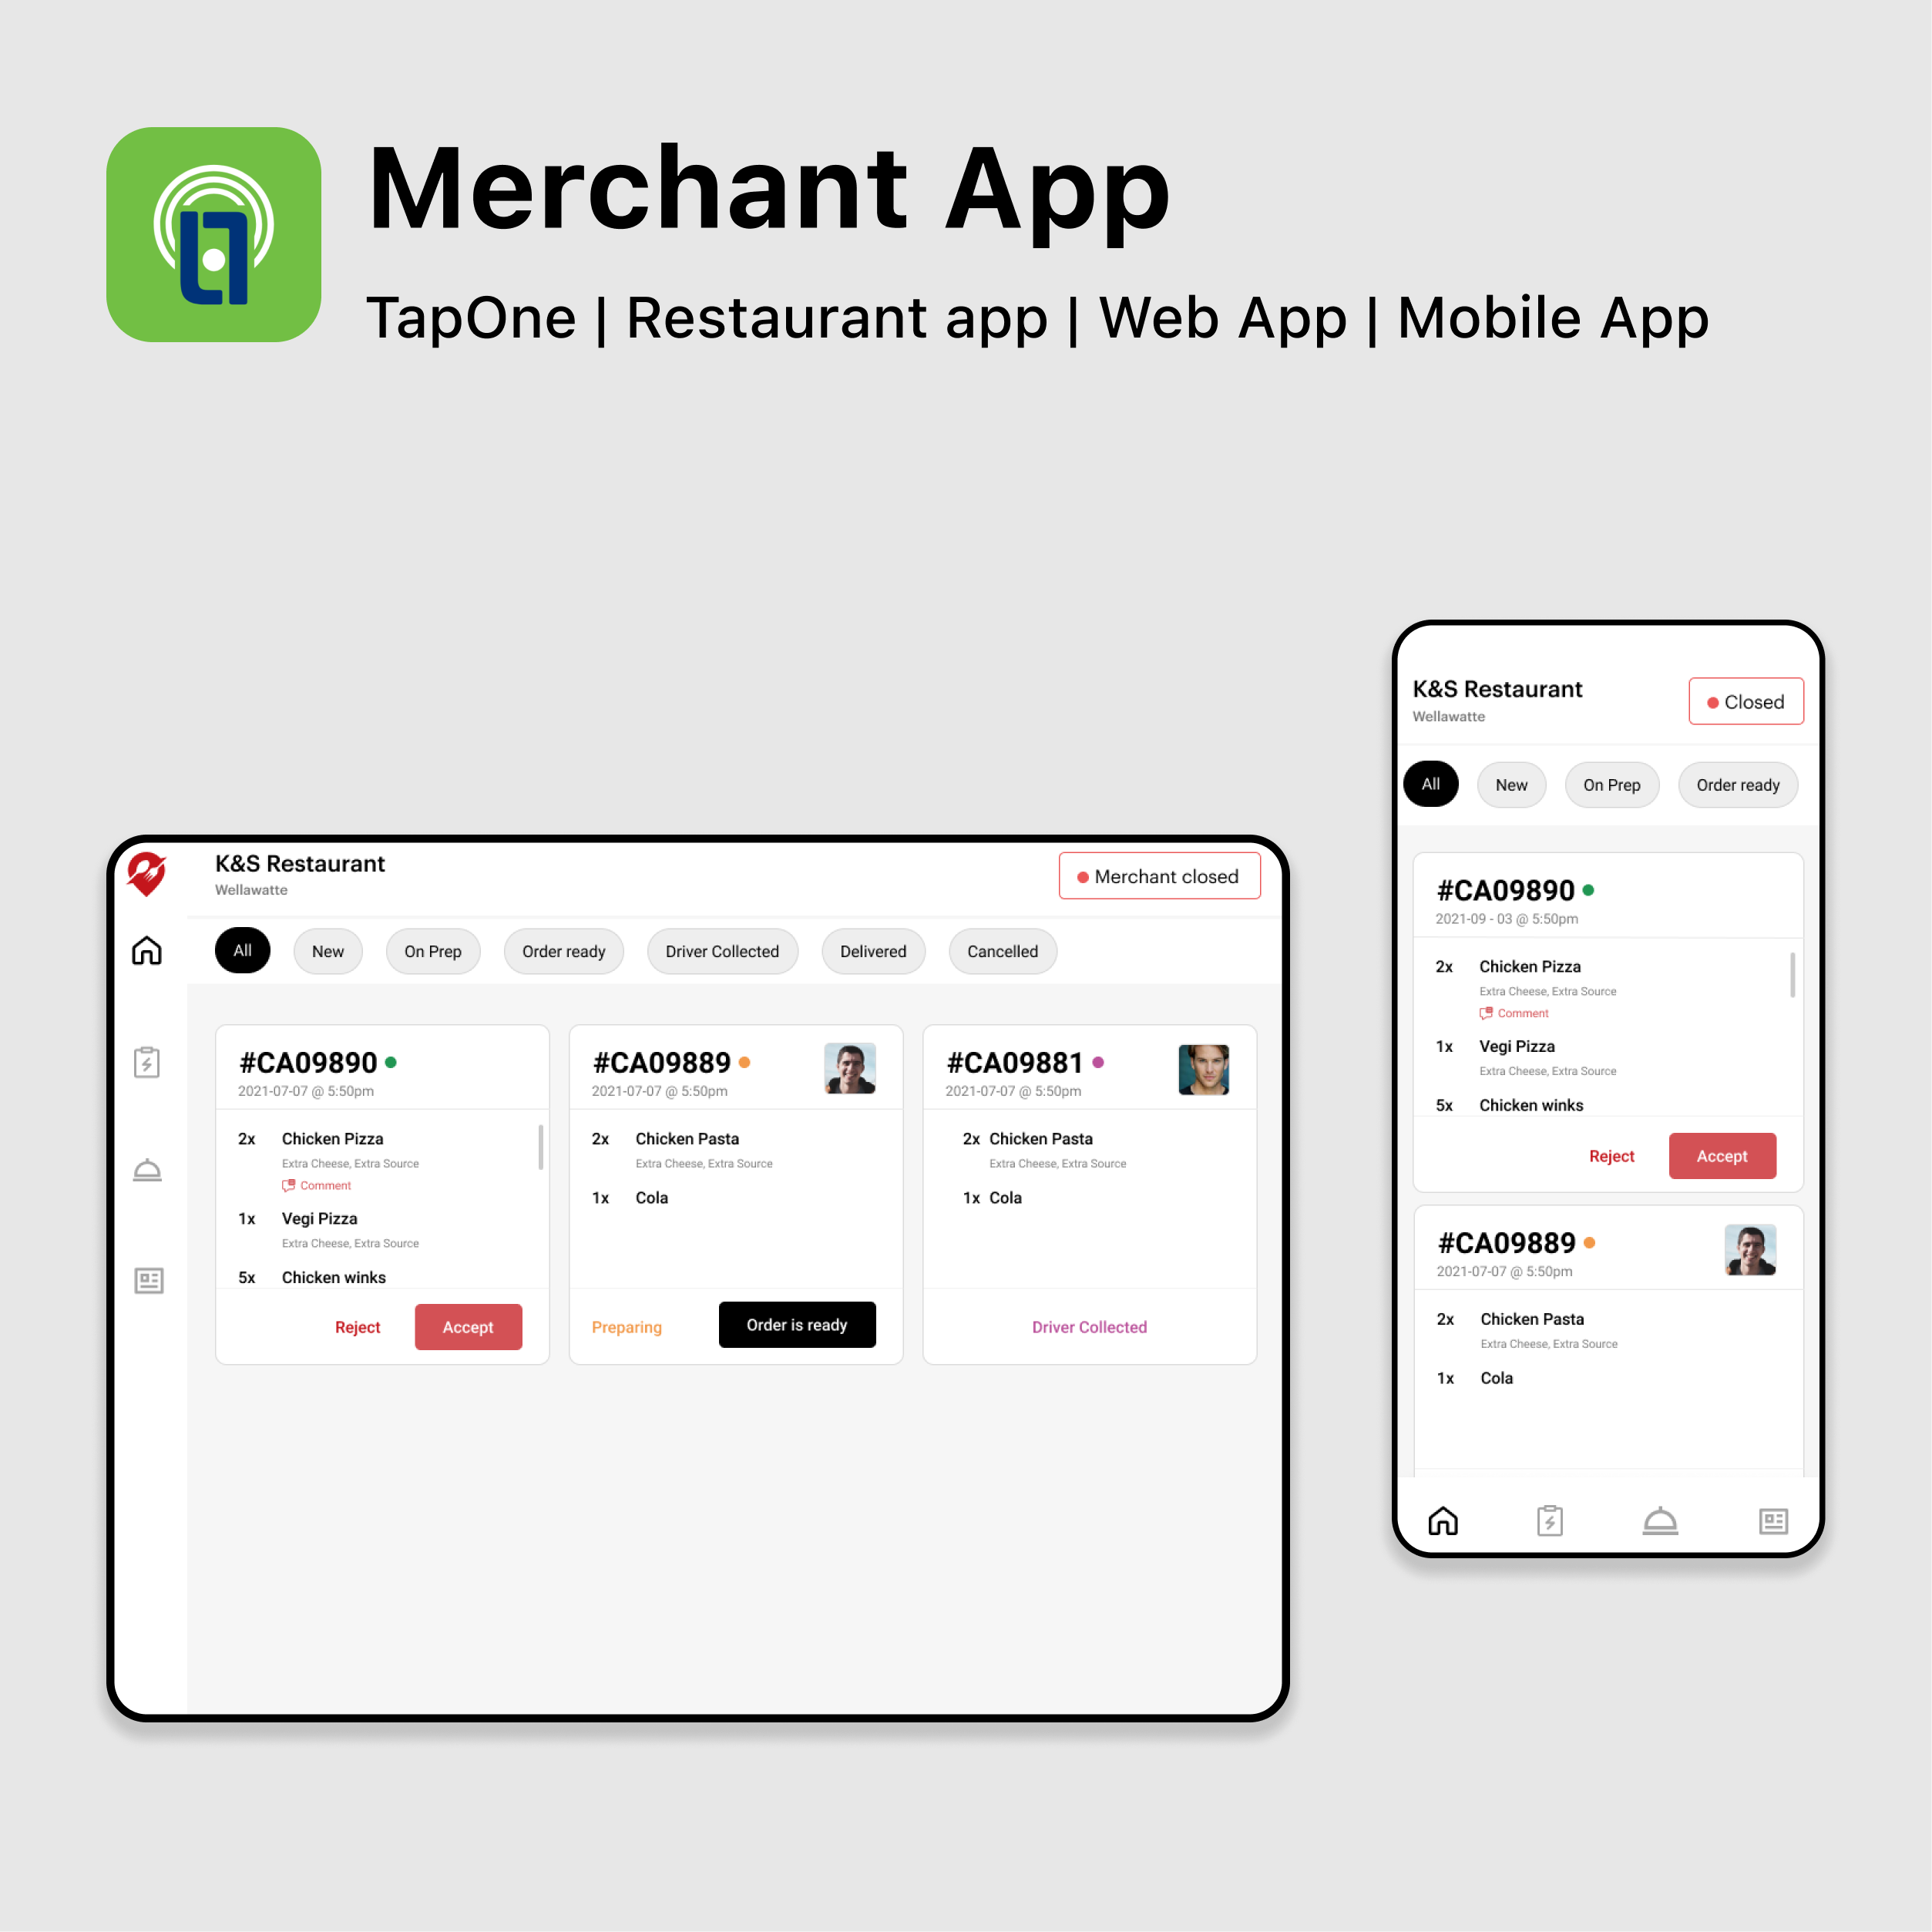 Merchant App
TapOne | Restaurant app | Web App | Mobile App
K&S Restaurant
Wellawatte
Merchant closed
All New On Prep Order ready Driver Collected Delivered Cancelled
#CA09890
2021-07-07 @ 5:50pm
2x Chicken Pizza
Extra Cheese, Extra Source
Comment
1x Vegi Pizza
Extra Cheese, Extra Source
5x Chicken winks
Reject Accept
#CA09889
2021-07-07 @ 5:50pm
2x Chicken Pasta
Extra Cheese, Extra Source
1x Cola
Preparing Order is ready
#CA09881
2021-07-07 @ 5:50pm
2x Chicken Pasta
Extra Cheese, Extra Source
1x Cola
Driver Collected
K&S Restaurant
Wellawatte
Closed
All New On Prep Order ready
#CA09890
2021-09 - 03 @ 5:50pm
2x Chicken Pizza
Extra Cheese, Extra Source
Comment
1x Vegi Pizza
Extra Cheese, Extra Source
5x Chicken winks
Reject Accept
#CA09889
2021-07-07 @ 5:50pm
2x Chicken Pasta
Extra Cheese, Extra Source
1x Cola